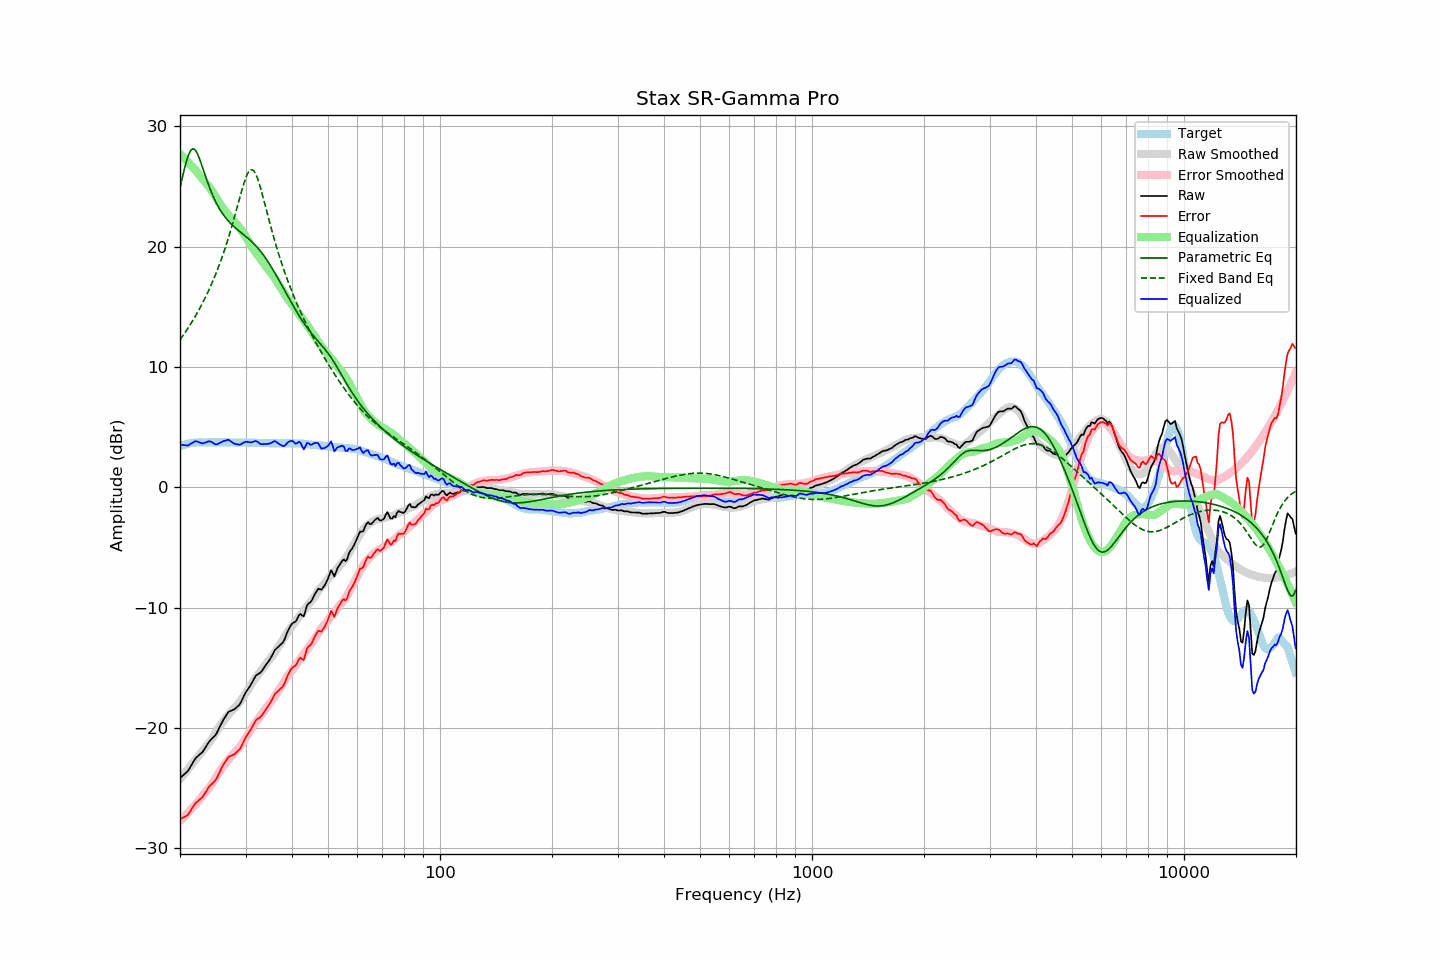 Stax SR-Gamma Pro
30
20
10
0
−10
−20
−30
Amplitude (dBr)
Target
Raw Smoothed
Error Smoothed
Raw
Error
Equalization
Parametric Eq
Fixed Band Eq
Equalized
100
1000
10000
Frequency (Hz)